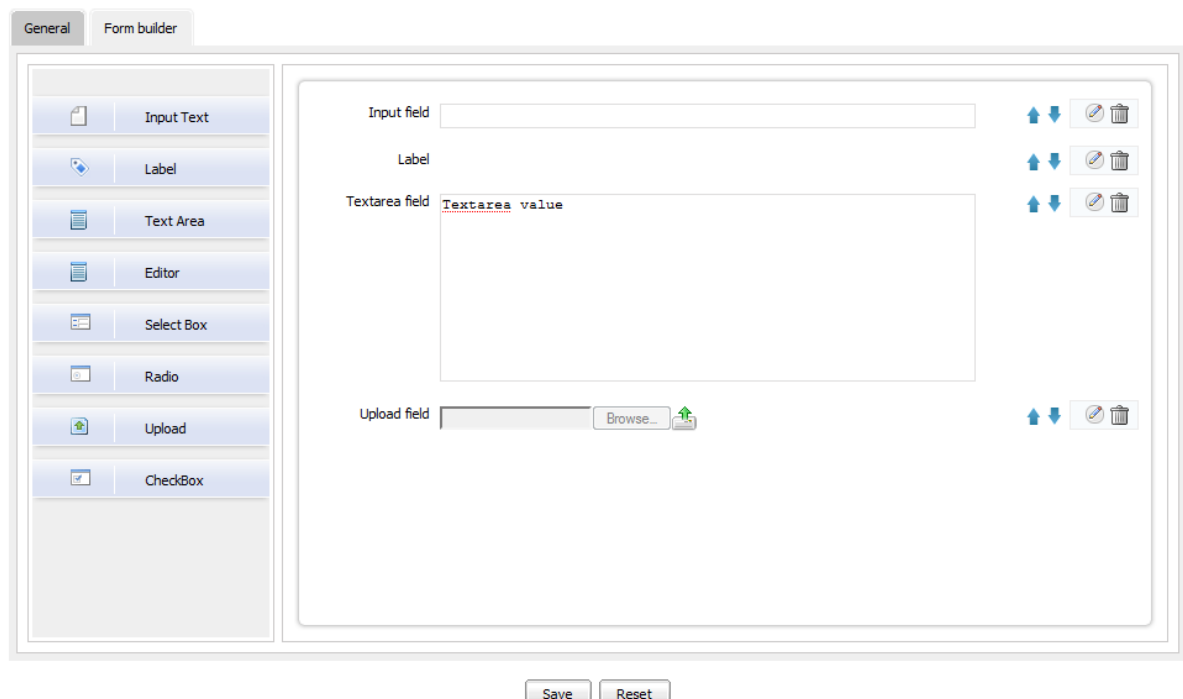 General Form builder
Input Text
Label
Text Area
Editor
Select Box
Radio
Upload
CheckBox
Input field
Label
Textarea field Textarea value
Upload field Browse...
Save Reset